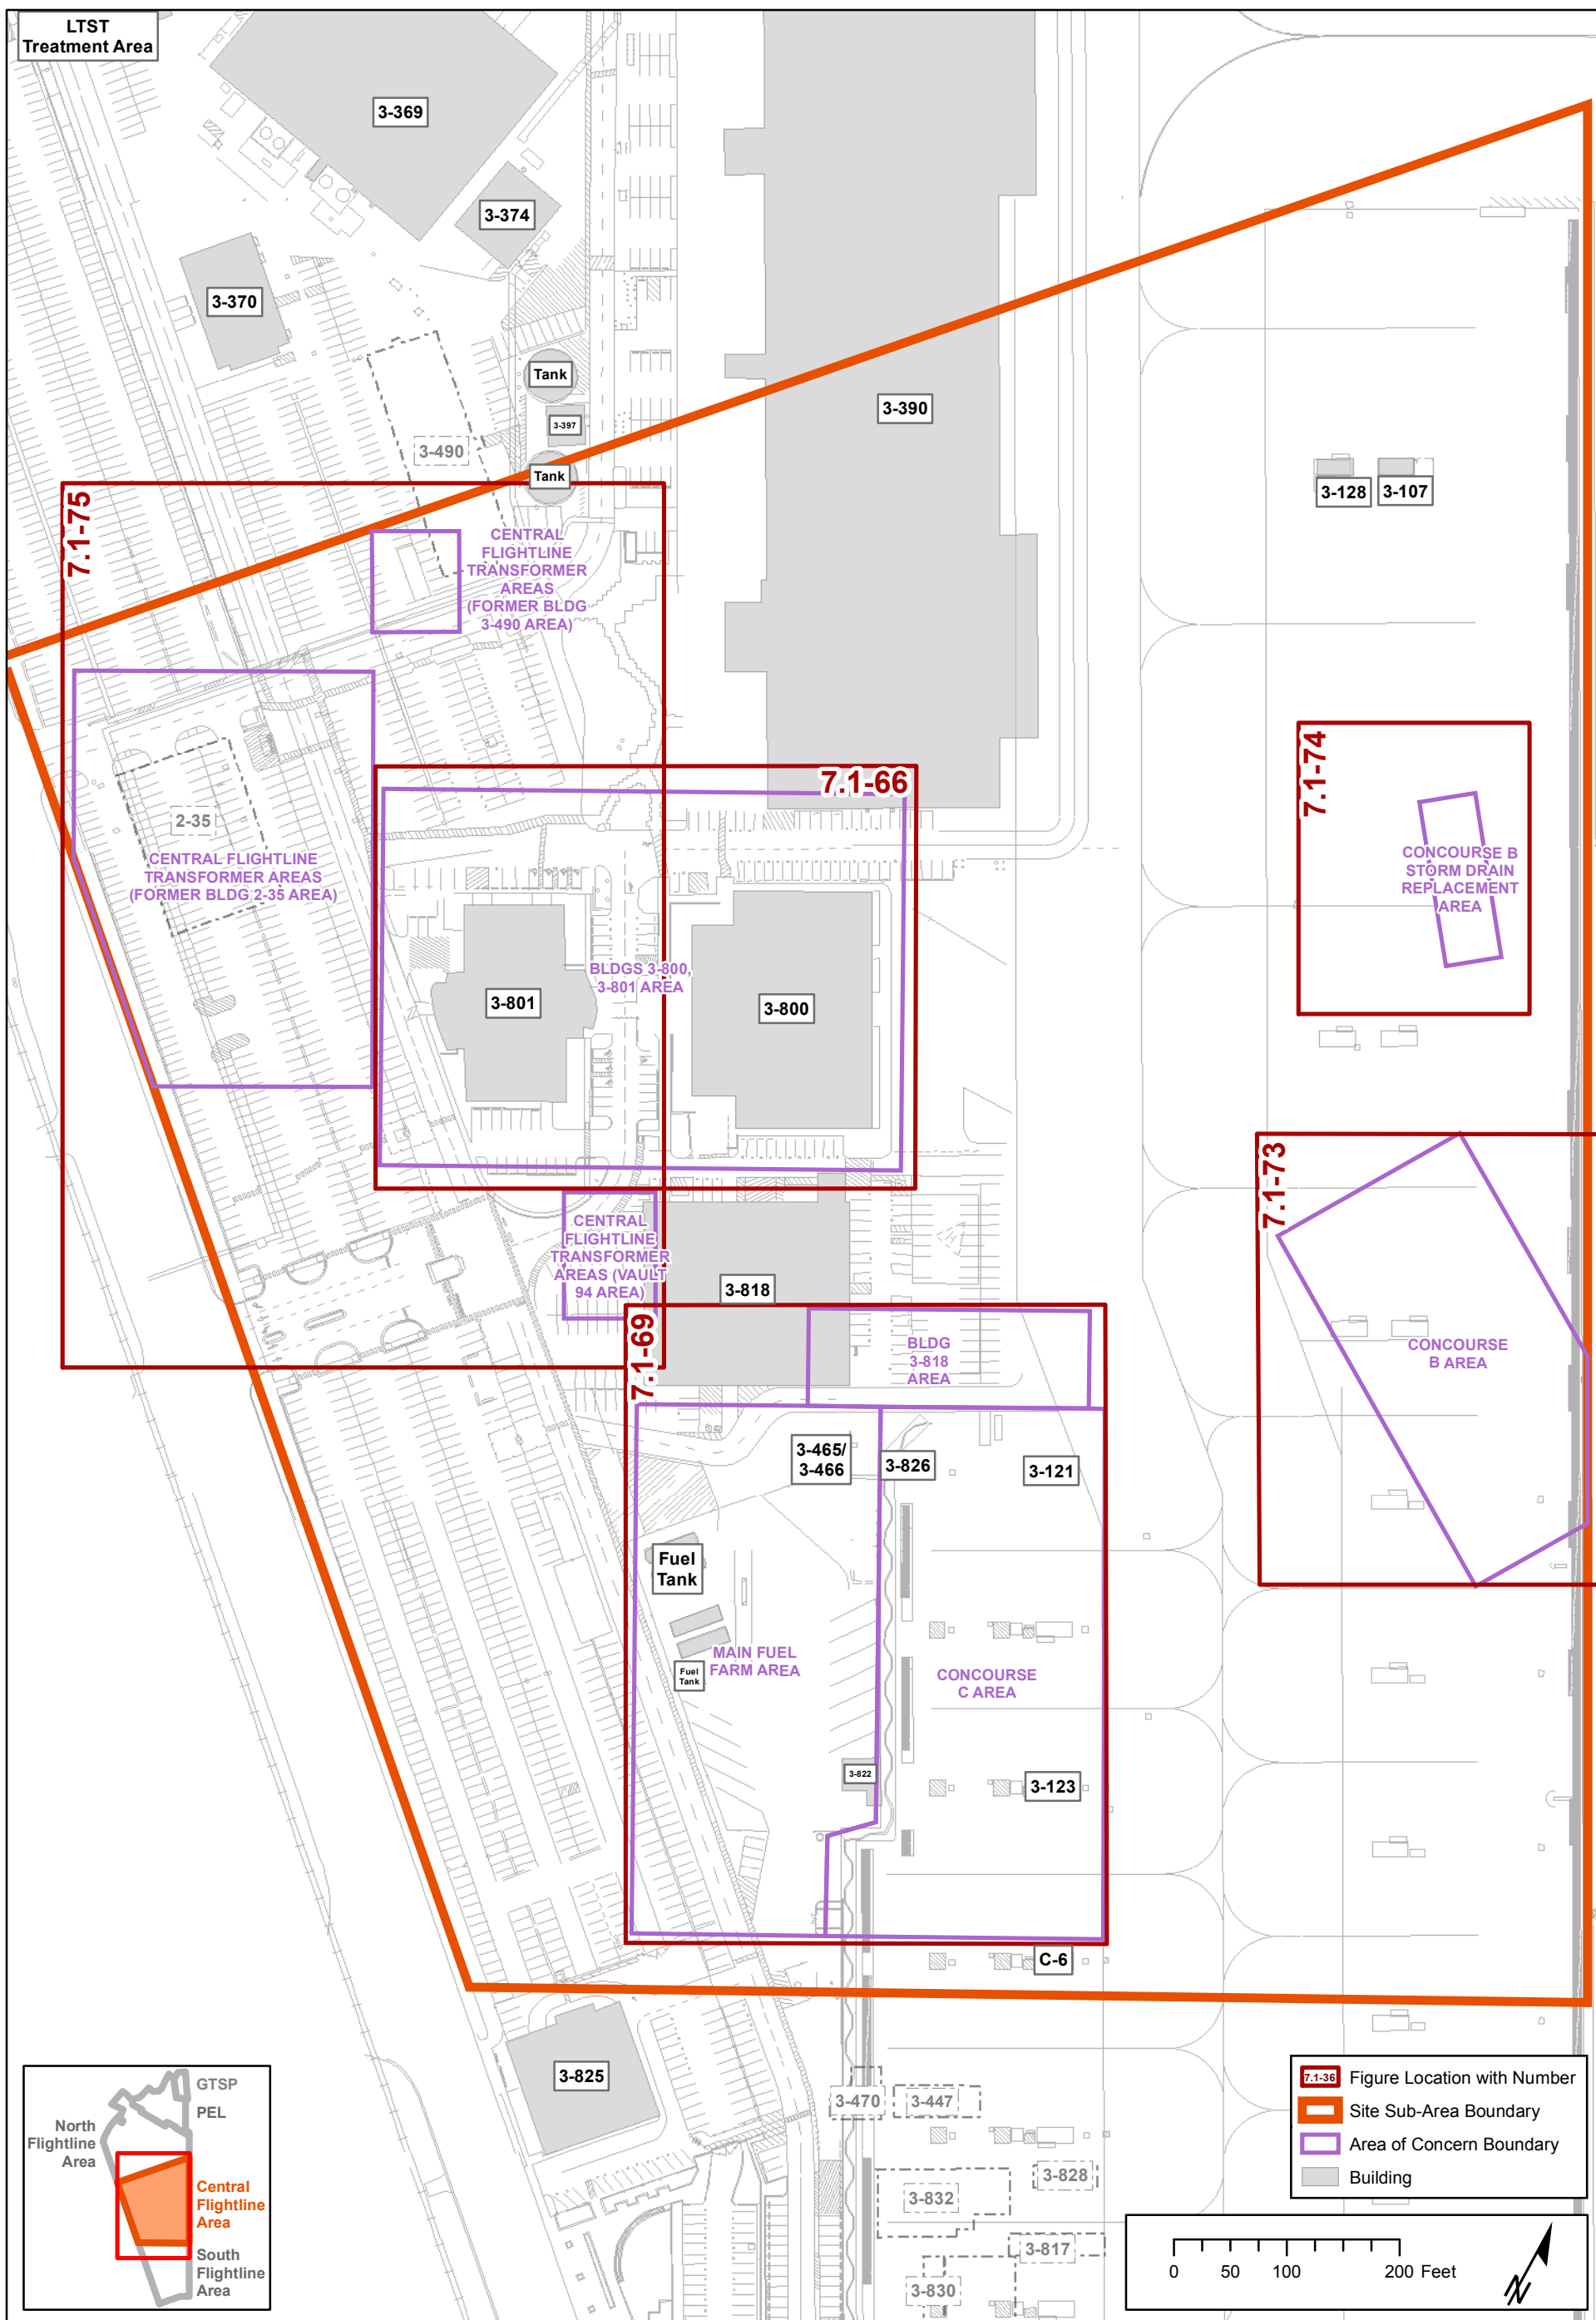 LTST
Treatment Area
3-369
3-374
3-370
Tank
3-397
3-390
3-490
Tank
3-128
3-107
7.1-75
CENTRAL
FLIGHTLINE
TRANSFORMER
AREAS
(FORMER BLDG
3-490 AREA)
7.1-66
7.1-74
2-35
CENTRAL FLIGHTLINE
TRANSFORMER AREAS
(FORMER BLDG 2-35 AREA)
CONCOURSE B
STORM DRAIN
REPLACEMENT
AREA
BLDGS 3-800,
3-801 AREA
3-801
3-800
7.1-73
CENTRAL
FLIGHTLINE
TRANSFORMER
AREAS (VAULT
94 AREA)
3-818
7.1-69
BLDG
3-818
AREA
CONCOURSE
B AREA
3-465/
3-466
3-826
3-121
Fuel
Tank
MAIN FUEL
FARM AREA
Fuel
Tank
CONCOURSE
C AREA
3-822
3-123
C-6
3-825
3-470
3-447
3-828
3-832
3-817
3-830
GTSP
PEL
North
Flightline
Area
Central
Flightline
Area
South
Flightline
Area
7.1-36
Figure Location with Number
Site Sub-Area Boundary
Area of Concern Boundary
Building
0 50 100 200 Feet
N